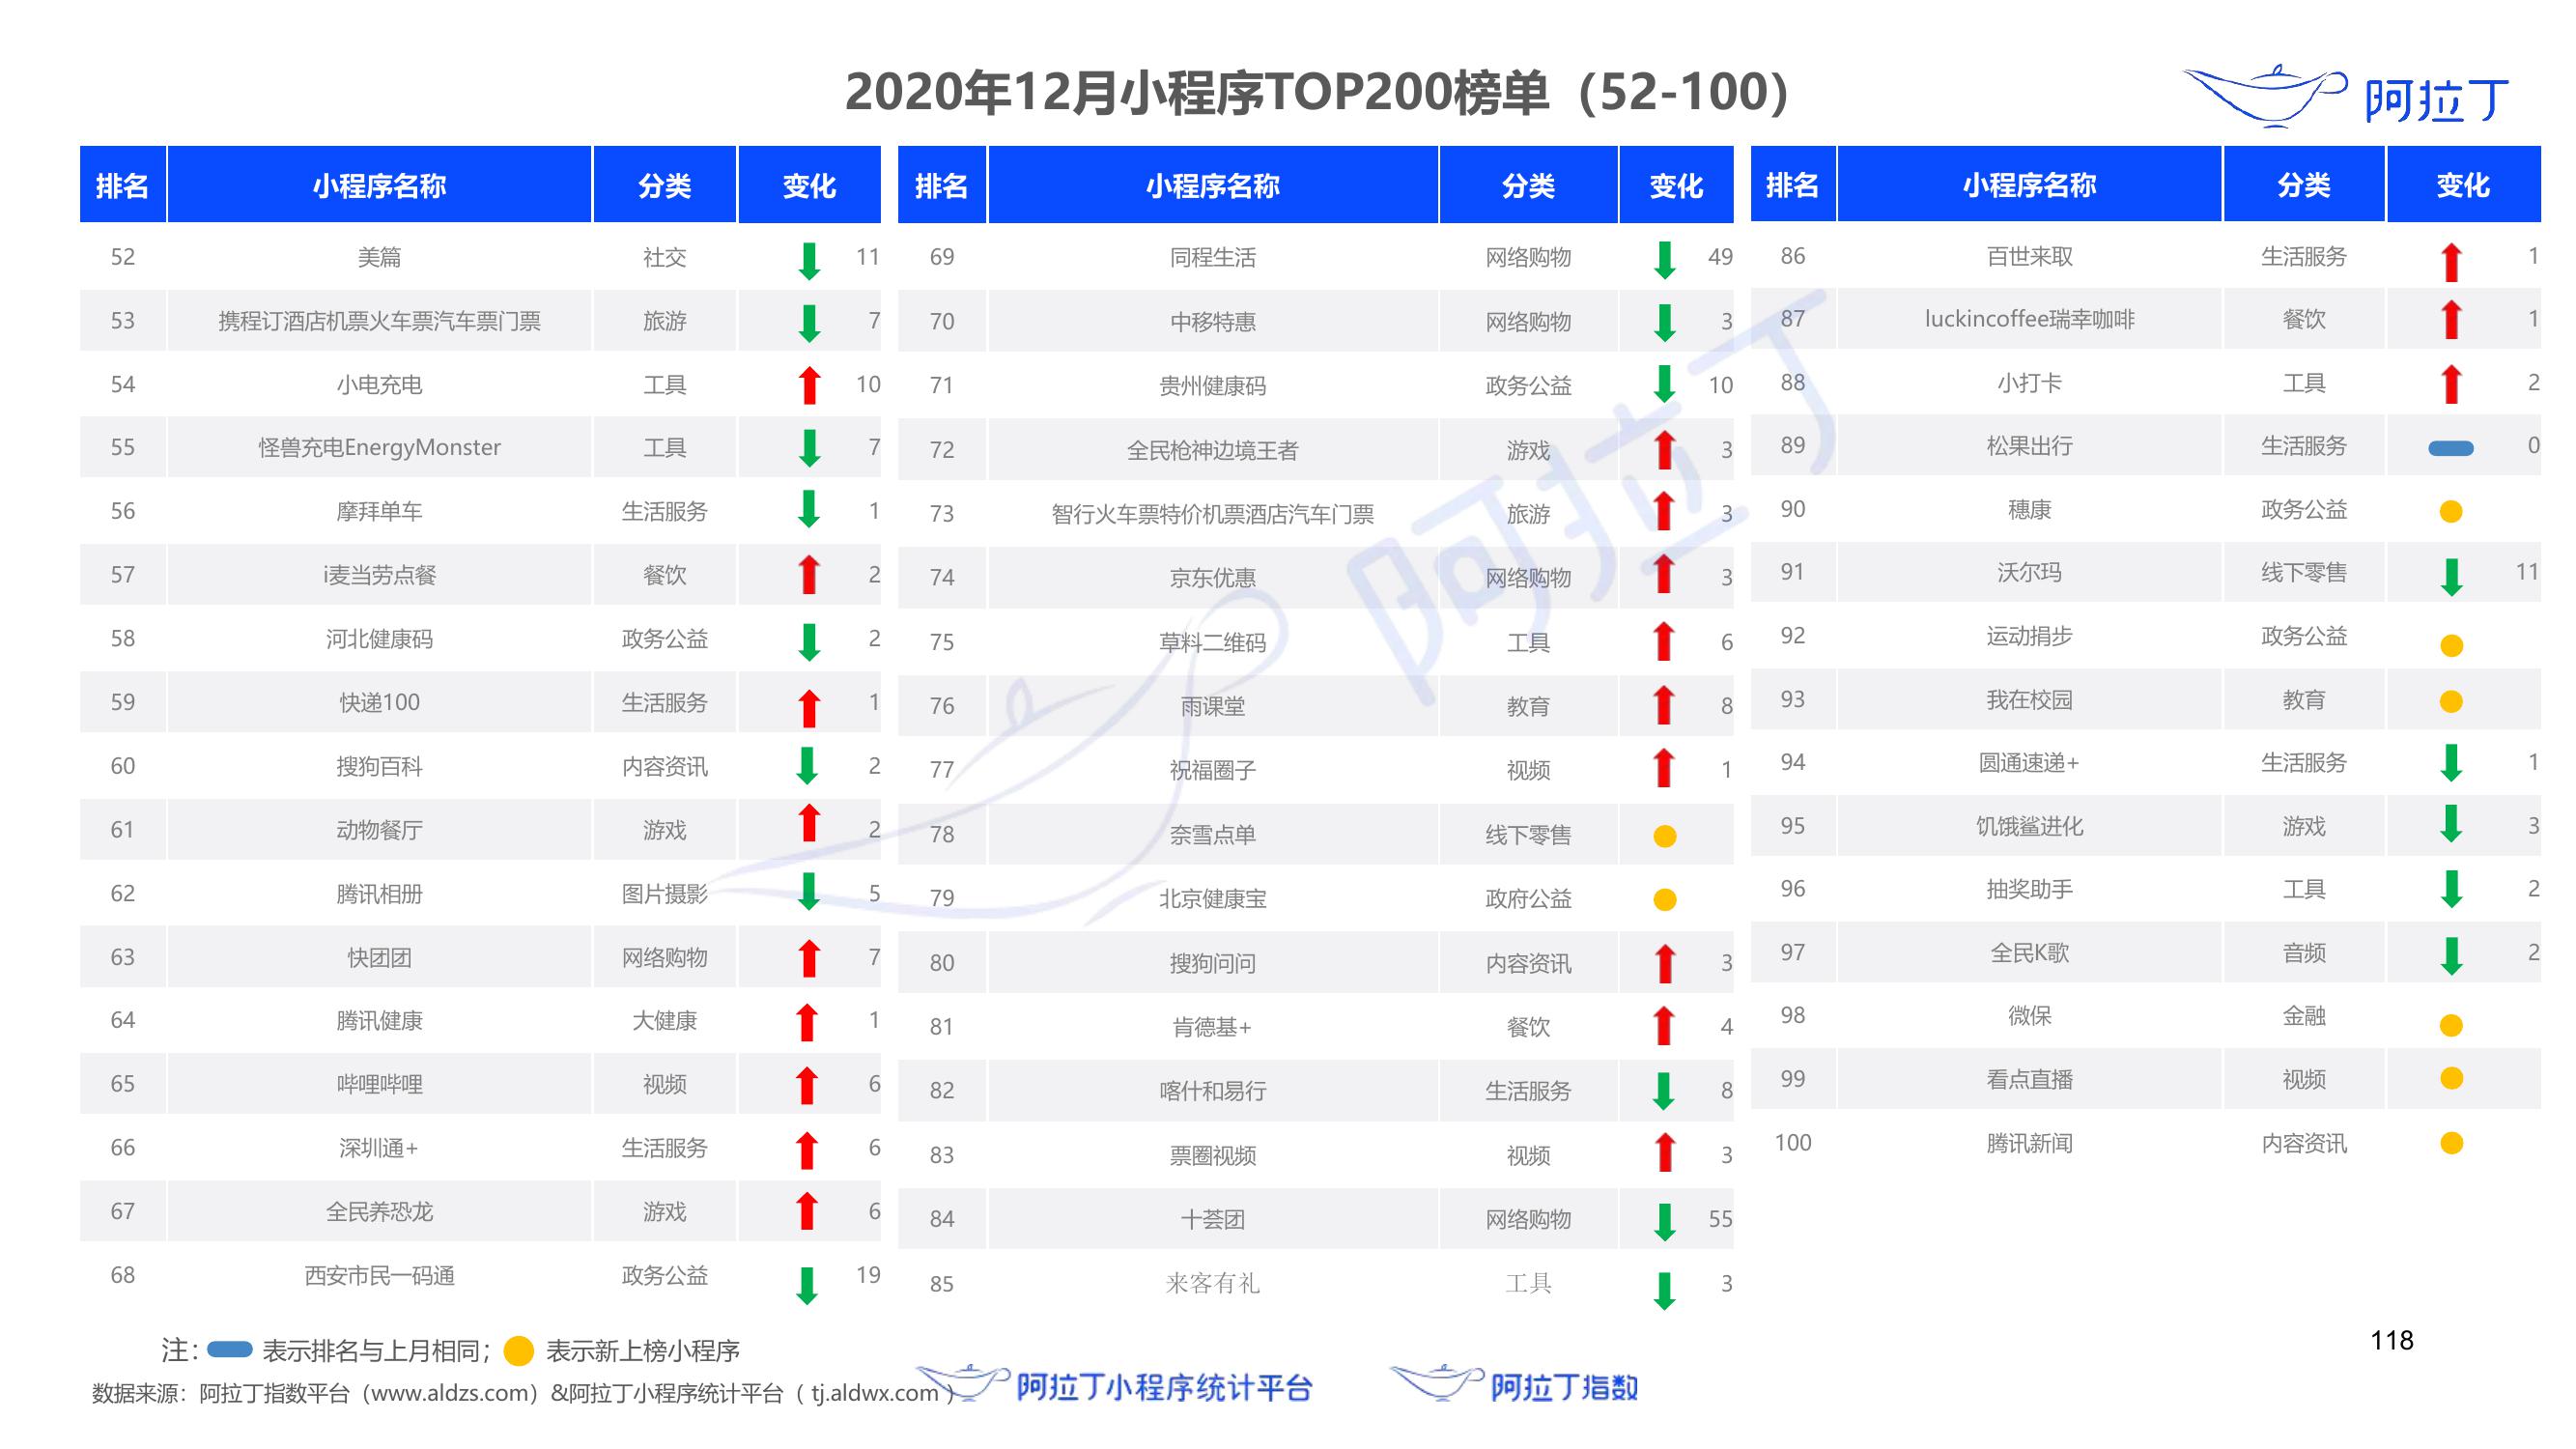 2020年12月小程序TOP200榜单（52-100）
阿拉丁
排名 小程序名称 分类 变化
52 美篇 社交 11
53 携程订酒店机票火车票汽车票门票 旅游 7
54 小电充电 工具 10
55 怪兽充电EnergyMonster 工具 7
56 摩拜单车 生活服务 1
57 i麦当劳点餐 餐饮 2
58 河北健康码 政务公益 2
59 快递100 生活服务 1
60 搜狗百科 内容资讯 2
61 动物餐厅 游戏 2
62 腾讯相册 图片摄影 5
63 快团团 网络购物 7
64 腾讯健康 大健康 1
65 哔哩哔哩 视频 6
66 深圳通+ 生活服务 6
67 全民养恐龙 游戏 6
68 西安市民一码通 政务公益 19
排名 小程序名称 分类 变化
69 同程生活 网络购物 49
70 中移特惠 网络购物 3
71 贵州健康码 政务公益 10
72 全民枪神边境王者 游戏 3
73 智行火车票特价机票酒店汽车门票 旅游 3
74 京东优惠 网络购物 3
75 草料二维码 工具 6
76 雨课堂 教育 8
77 祝福圈子 视频 1
78 奈雪点单 线下零售
79 北京健康宝 政府公益
80 搜狗问问 内容资讯 3
81 肯德基+ 餐饮 4
82 喀什和易行 生活服务 8
83 票圈视频 视频 3
84 十荟团 网络购物 55
85 来客有礼 工具 3
排名 小程序名称 分类 变化
86 百世来取 生活服务 1
87 luckincoffee瑞幸咖啡 餐饮 1
88 小打卡 工具 2
89 松果出行 生活服务 0
90 穗康 政务公益
91 沃尔玛 线下零售 11
92 运动捐步 政务公益
93 我在校园 教育
94 圆通速递+ 生活服务 1
95 饥饿鲨进化 游戏 3
96 抽奖助手 工具 2
97 全民K歌 音频 2
98 微保 金融
99 看点直播 视频
100 腾讯新闻 内容资讯
阿拉丁
注： 表示排名与上月相同； 表示新上榜小程序
118
数据来源：阿拉丁指数平台（www.aldzs.com）&阿拉丁小程序统计平台（ tj.aldwx.com ）
阿拉丁小程序统计平台
阿拉丁指数